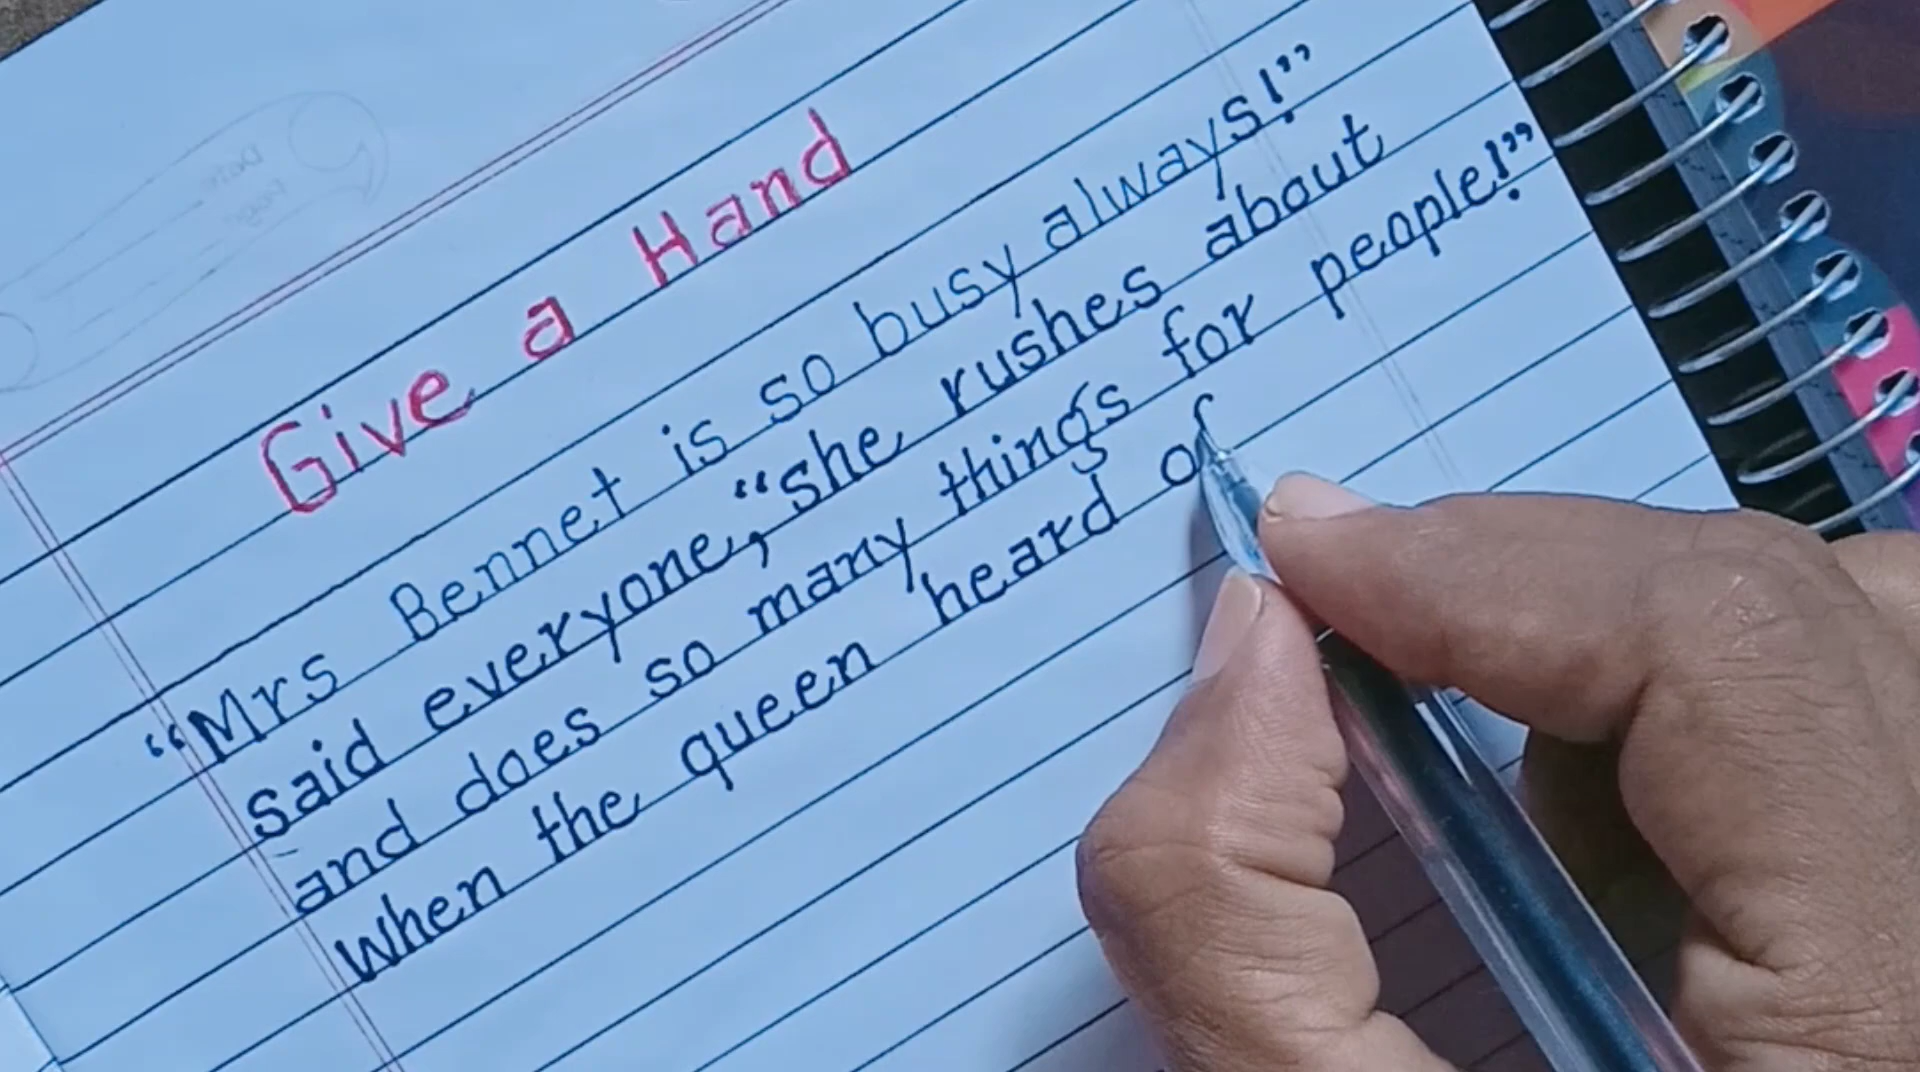 Give a Hand
"Mrs Bennet is so busy always!"
said everyone, "she rushes about
and does so many things for people!"
When the queen heard of